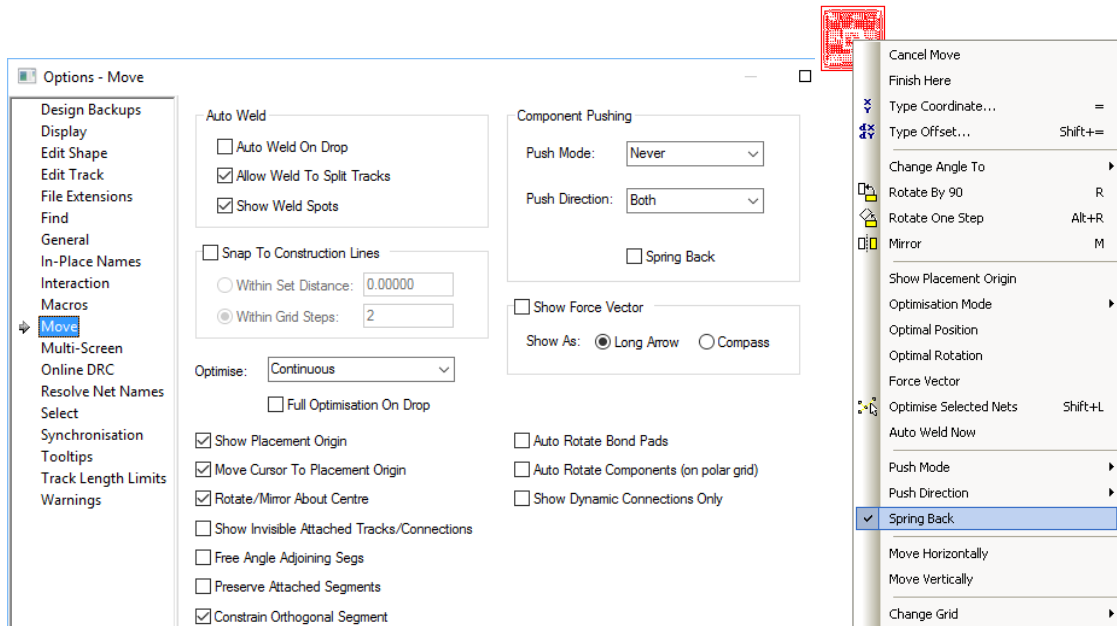 Options - Move
Design Backups
Display
Edit Shape
Edit Track
File Extensions
Find
General
In-Place Names
Interaction
Macros
Move
Multi-Screen
Online DRC
Resolve Net Names
Select
Synchronisation
Tooltips
Track Length Limits
Warnings
Auto Weld
Auto Weld On Drop
Allow Weld To Split Tracks
Show Weld Spots
Snap To Construction Lines
Within Set Distance: 0.00000
Within Grid Steps: 2
Optimise: Continuous
Full Optimisation On Drop
Show Placement Origin
Move Cursor To Placement Origin
Rotate/Mirror About Centre
Show Invisible Attached Tracks/Connections
Free Angle Adjoining Segs
Preserve Attached Segments
Constrain Orthogonal Segment
Component Pushing
Push Mode: Never
Push Direction: Both
Spring Back
Show Force Vector
Show As: Long Arrow Compass
Auto Rotate Bond Pads
Auto Rotate Components (on polar grid)
Show Dynamic Connections Only
Cancel Move
Finish Here
Type Coordinate... =
Type Offset... Shift+=
Change Angle To
Rotate By 90 R
Rotate One Step Alt+R
Mirror M
Show Placement Origin
Optimisation Mode
Optimal Position
Optimal Rotation
Force Vector
Optimise Selected Nets Shift+L
Auto Weld Now
Push Mode
Push Direction
Spring Back
Move Horizontally
Move Vertically
Change Grid